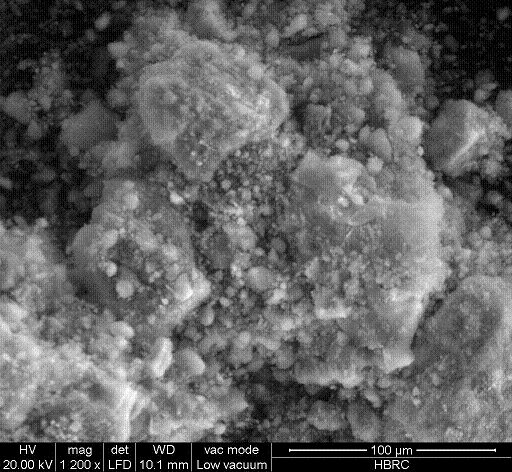 HV mag det WD vac mode 100 µm
20.00 kV 1 200 x LFD 10.1 mm Low vacuum HBRC